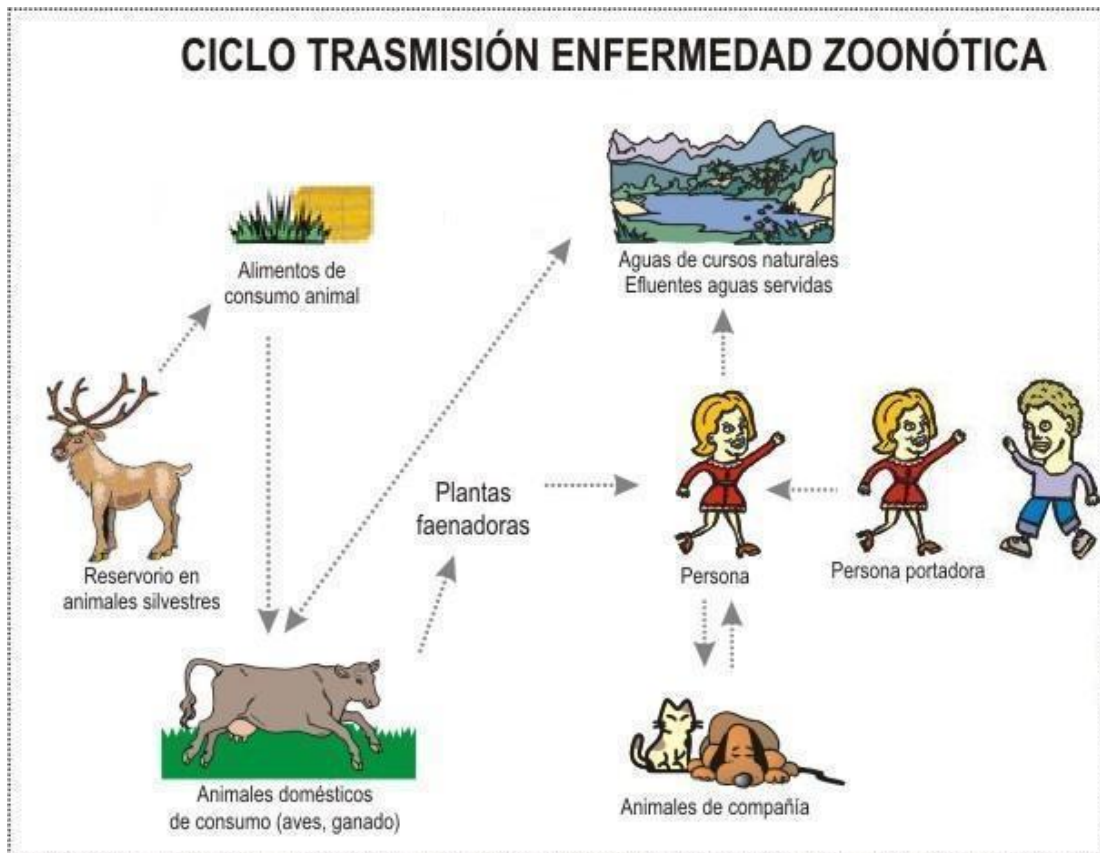 CICLO TRASMISIÓN ENFERMEDAD ZOONÓTICA
Alimentos de
consumo animal
Aguas de cursos naturales
Efluentes aguas servidas
Reservorio en
animales silvestres
Plantas
faenadoras
Persona
Persona portadora
Animales domésticos
de consumo (aves, ganado)
Animales de compañía